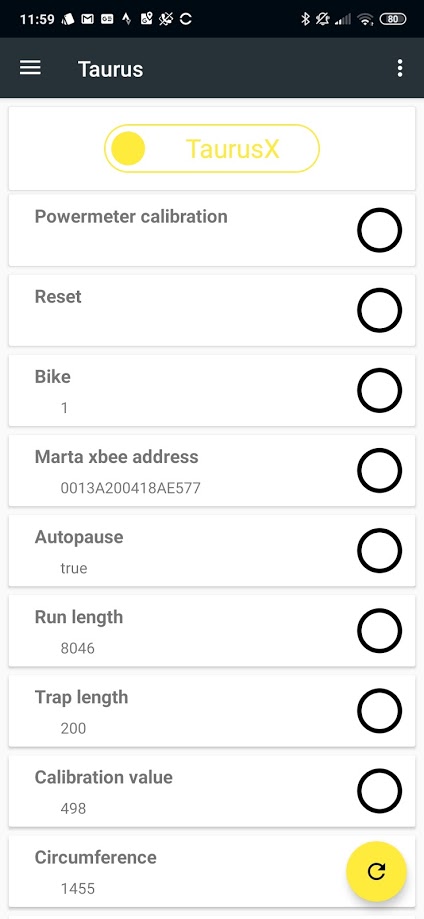 11:59
80
Taurus
TaurusX
Powermeter calibration
Reset
Bike
1
Marta xbee address
0013A200418AE577
Autopause
true
Run length
8046
Trap length
200
Calibration value
498
Circumference
1455